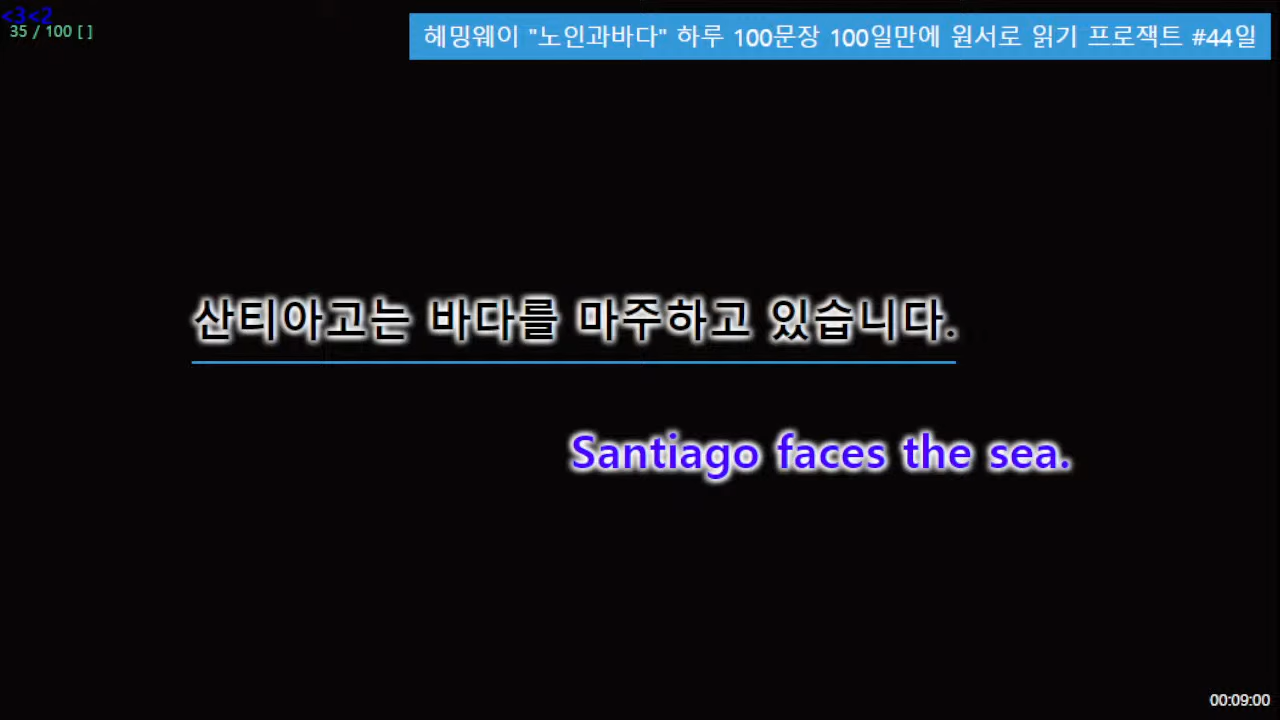 <3<2
35 / 100 [ ]
헤밍웨이 "노인과바다" 하루 100문장 100일만에 원서로 읽기 프로잭트 #44일
산티아고는 바다를 마주하고 있습니다.
Santiago faces the sea.
00:09:00